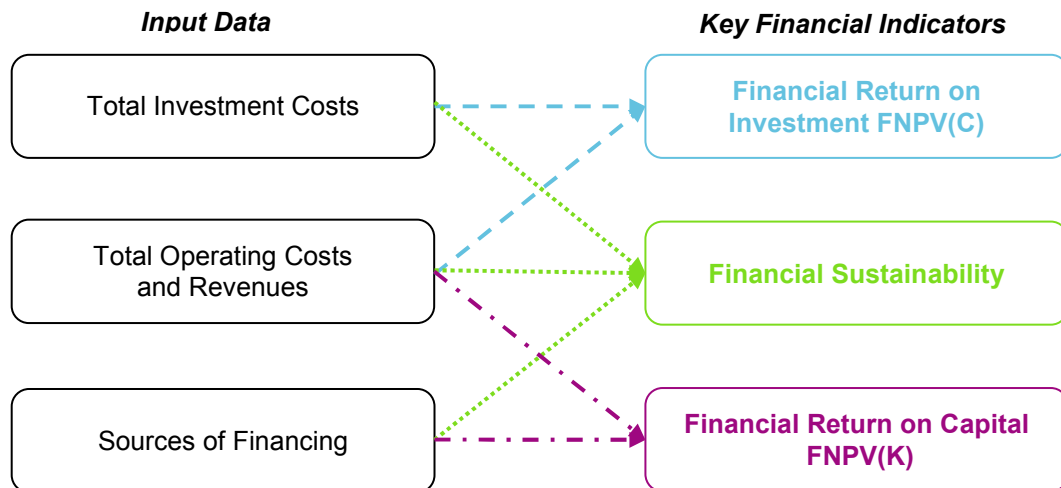 Input Data
Key Financial Indicators
Total Investment Costs
Financial Return on
Investment FNPV(C)
Total Operating Costs
and Revenues
Financial Sustainability
Sources of Financing
Financial Return on Capital
FNPV(K)